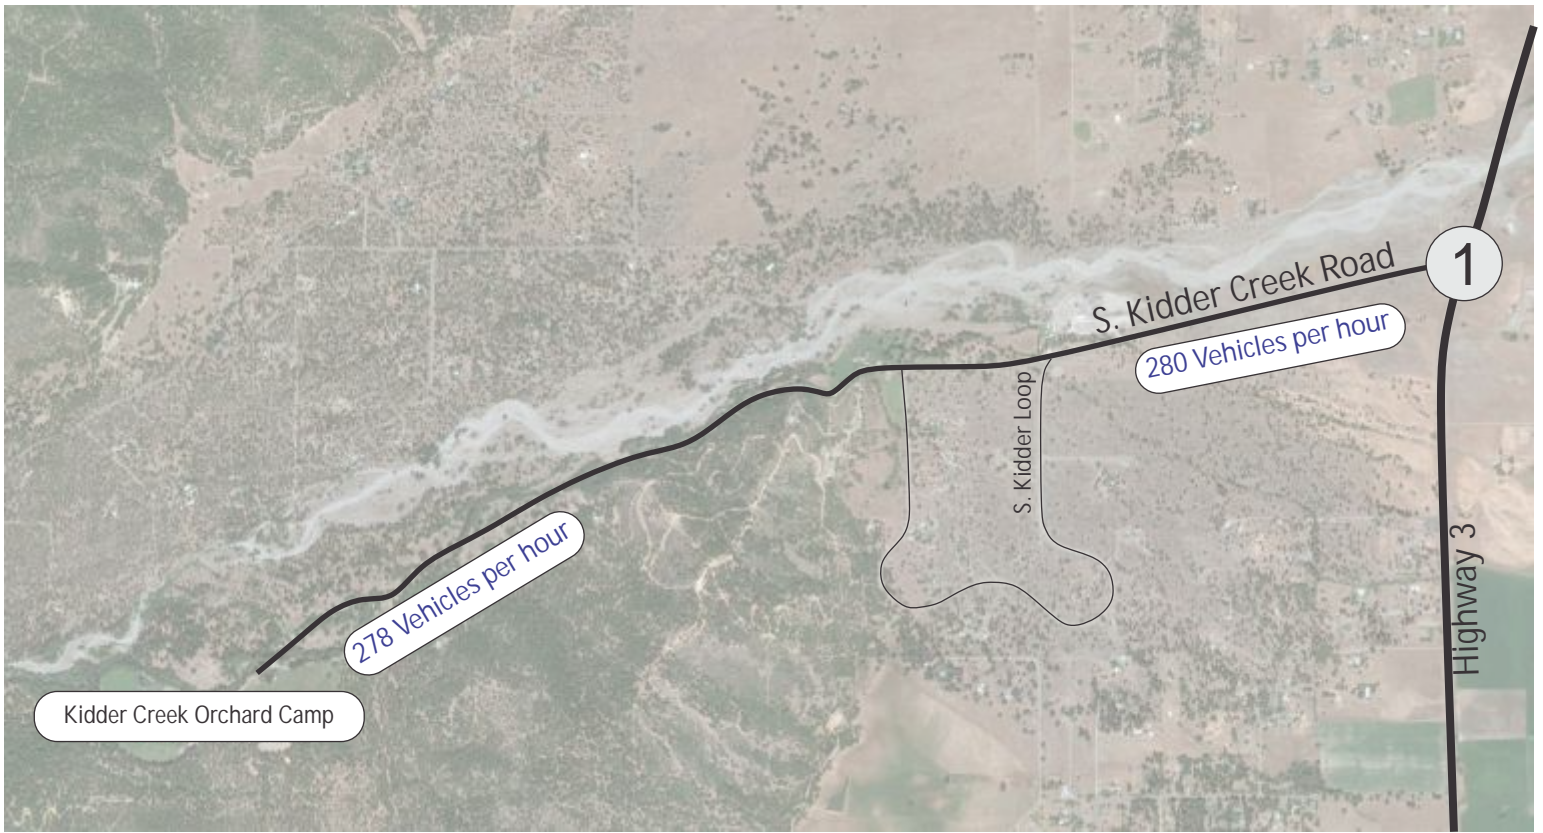 S. Kidder Creek Road
1
280 Vehicles per hour
S. Kidder Loop
278 Vehicles per hour
Highway 3
Kidder Creek Orchard Camp